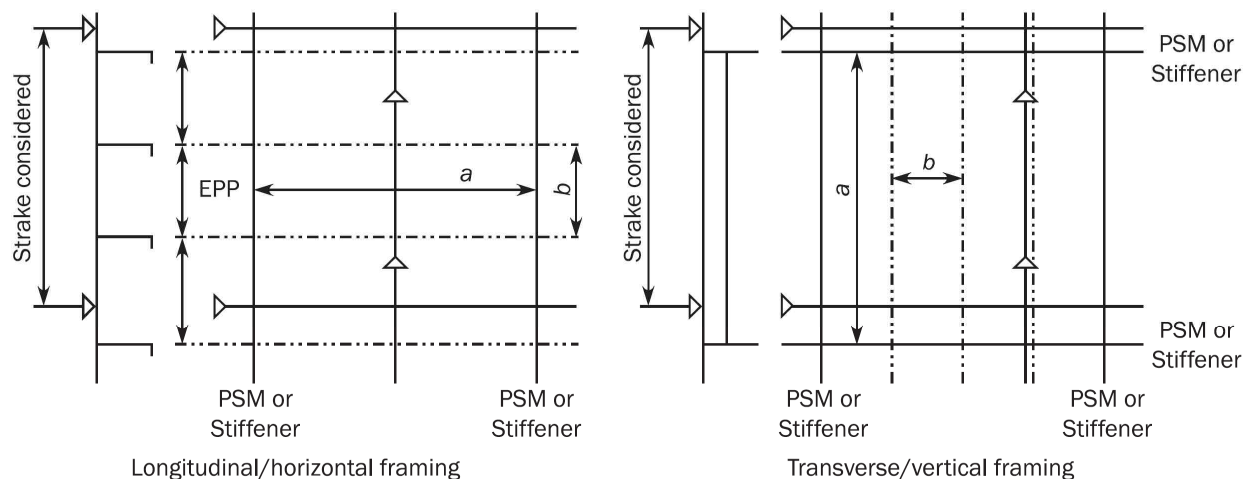 Strake considered
EPP
a
b
PSM or
Stiffener
PSM or
Stiffener
Longitudinal/horizontal framing
Strake considered
a
b
PSM or
Stiffener
PSM or
Stiffener
PSM or
Stiffener
PSM or
Stiffener
Transverse/vertical framing